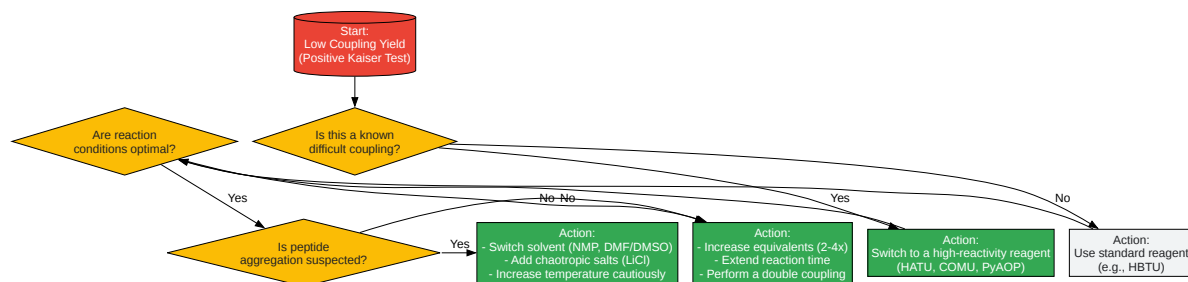 Start:
Low Coupling Yield
(Positive Kaiser Test)
Are reaction
conditions optimal?
Is this a known
difficult coupling?
Yes
No
No
Yes
No
Is peptide
aggregation suspected?
Yes
Action:
- Switch solvent (NMP, DMF/DMSO)
- Add chaotropic salts (LiCl)
- Increase temperature cautiously
Action:
- Increase equivalents (2-4x)
- Extend reaction time
- Perform a double coupling
Action:
Switch to a high-reactivity reagent
(HATU, COMU, PyAOP)
Action:
Use standard reagent
(e.g., HBTU)